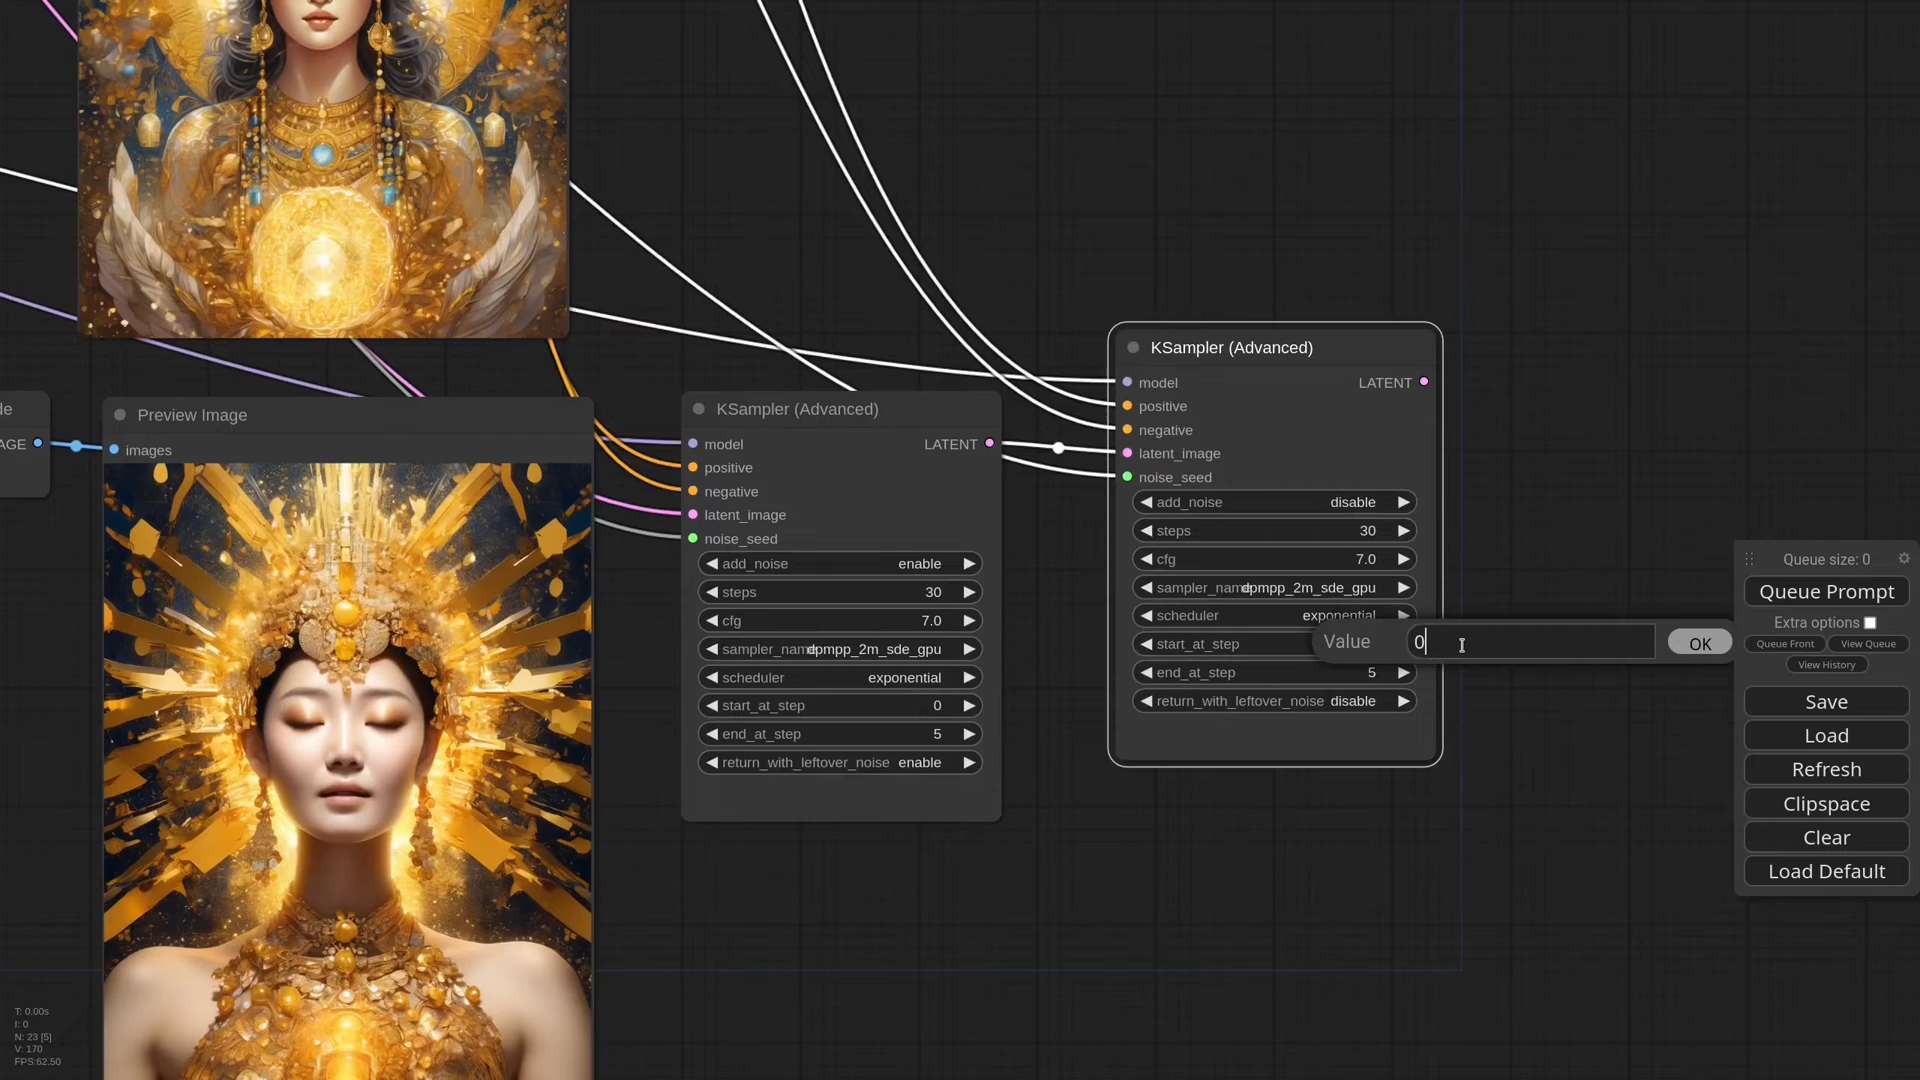 de
AGE
Preview Image
images
KSampler (Advanced)
model
LATENT
positive
negative
latent_image
noise_seed
add_noise enable
steps 30
cfg 7.0
sampler_name dpmpp_2m_sde_gpu
scheduler exponential
start_at_step 0
end_at_step 5
return_with_leftover_noise enable
KSampler (Advanced)
model
LATENT
positive
negative
latent_image
noise_seed
add_noise disable
steps 30
cfg 7.0
sampler_name dpmpp_2m_sde_gpu
scheduler exponential
start_at_step
Value 0 OK
end_at_step 5
return_with_leftover_noise disable
Queue size: 0
Queue Prompt
Extra options
Queue Front View Queue
View History
Save
Load
Refresh
Clipspace
Clear
Load Default
T: 0.00s
I: 0
N: 23 [5]
V: 170
FPS:62.50